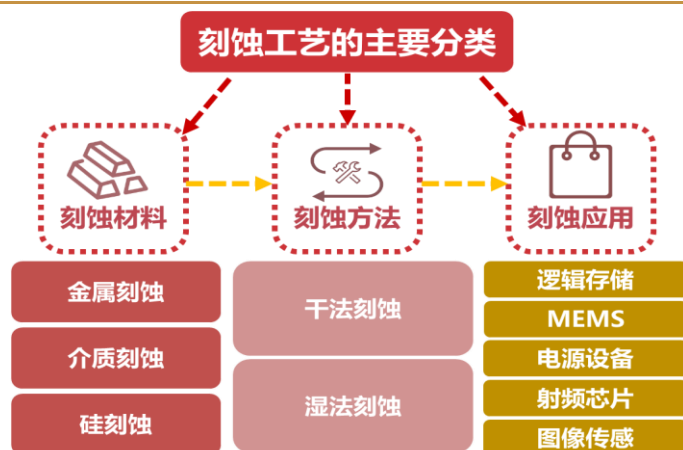 刻蚀工艺的主要分类
刻蚀材料
刻蚀方法
刻蚀应用
金属刻蚀
介质刻蚀
硅刻蚀
干法刻蚀
湿法刻蚀
逻辑存储
MEMS
电源设备
射频芯片
图像传感